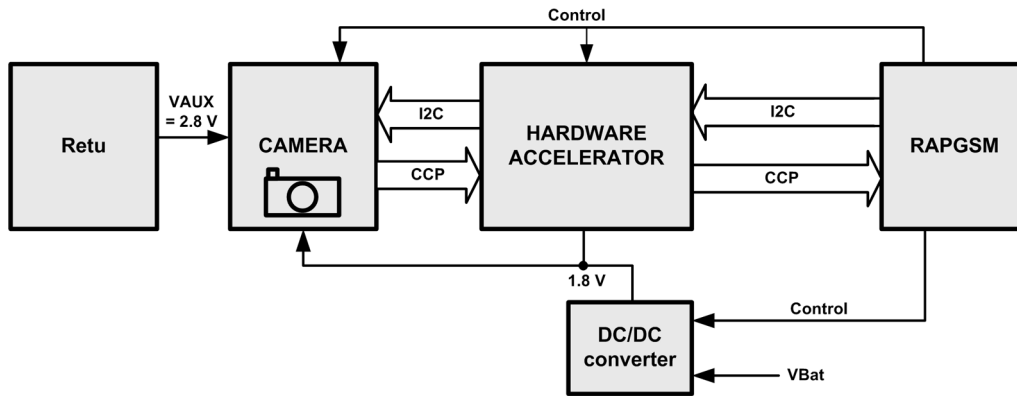 Control
Retu
VAUX
= 2.8 V
CAMERA
I2C
CCP
HARDWARE
ACCELERATOR
I2C
CCP
RAPGSM
1.8 V
DC/DC
converter
Control
VBat